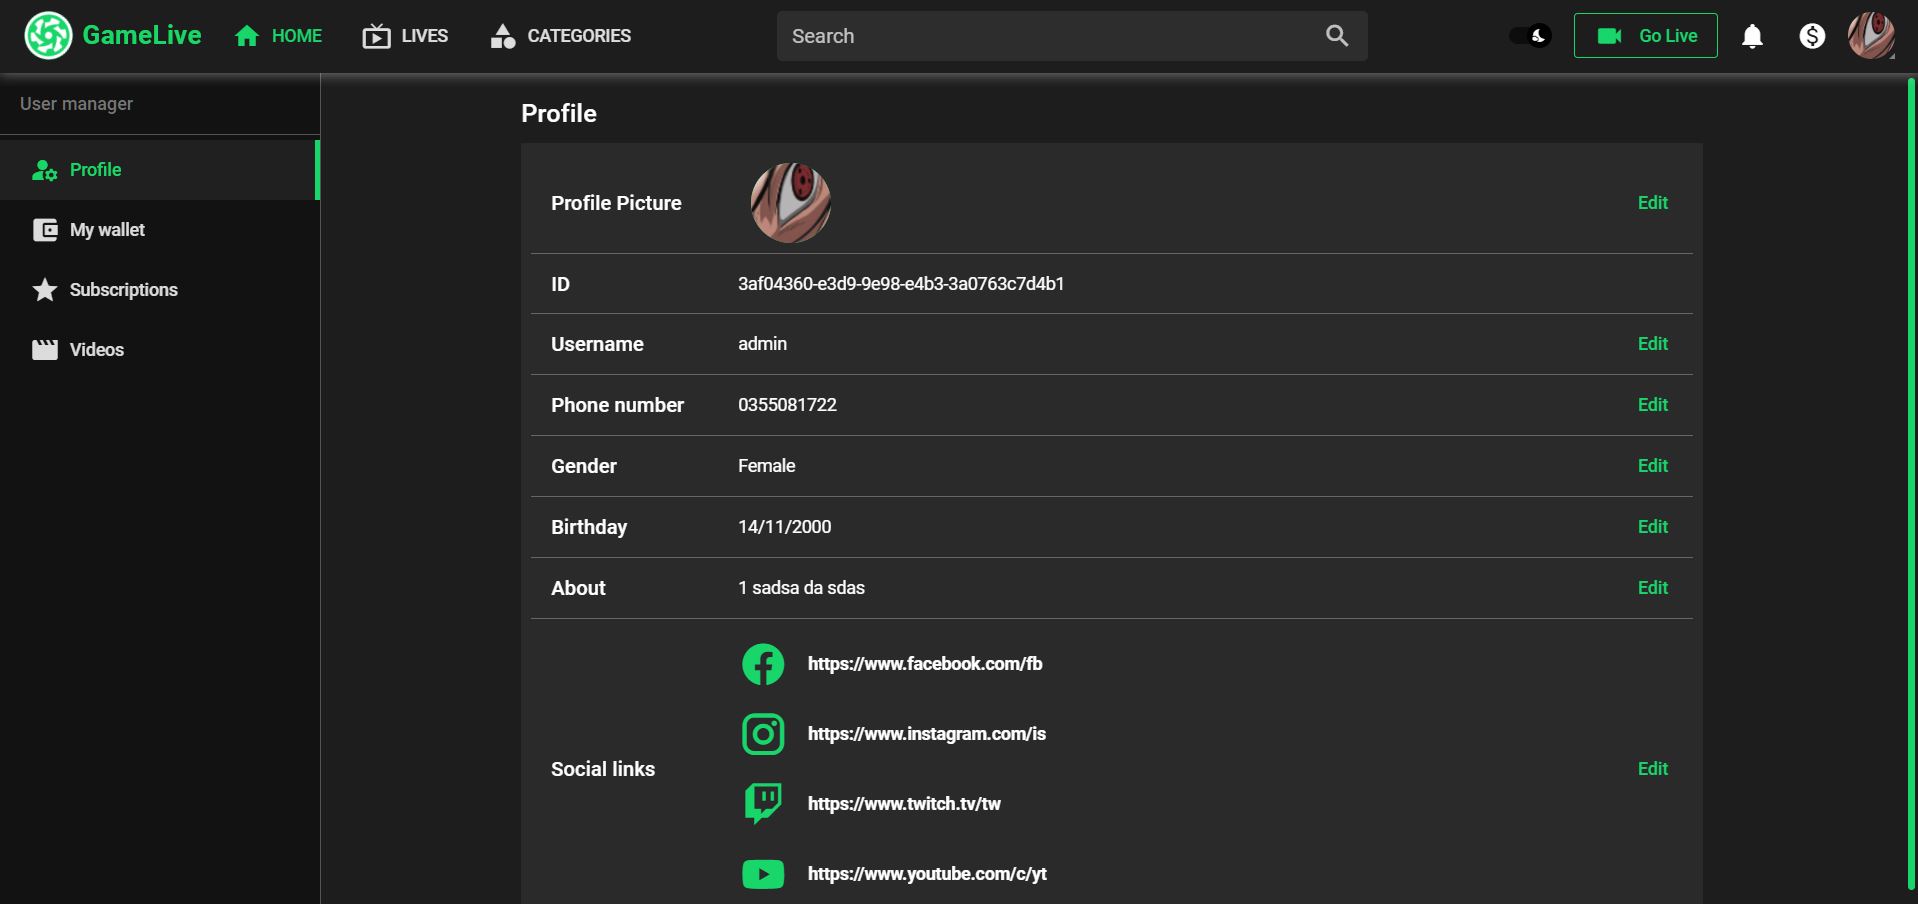 GameLive HOME LIVES CATEGORIES Search Go Live
User manager
Profile
My wallet
Subscriptions
Videos
Profile
Profile Picture Edit
ID 3af04360-e3d9-9e98-e4b3-3a0763c7d4b1
Username admin Edit
Phone number 0355081722 Edit
Gender Female Edit
Birthday 14/11/2000 Edit
About 1 sadsa da sdas Edit
Social links Edit
https://www.facebook.com/fb
https://www.instagram.com/is
https://www.twitch.tv/tw
https://www.youtube.com/c/yt